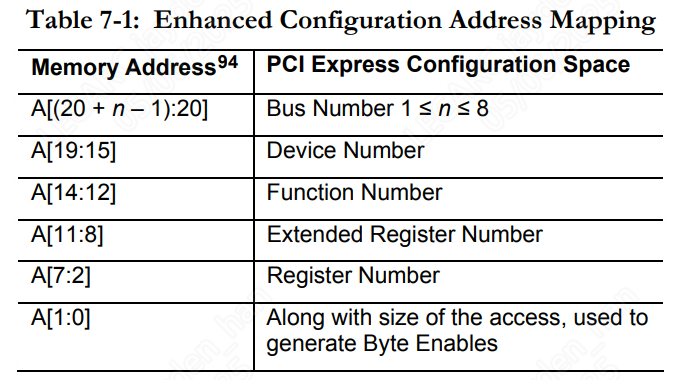 Table 7-1: Enhanced Configuration Address Mapping
Memory Address94 PCI Express Configuration Space
A[(20 + n – 1):20] Bus Number 1 ≤ n ≤ 8
A[19:15] Device Number
A[14:12] Function Number
A[11:8] Extended Register Number
A[7:2] Register Number
A[1:0] Along with size of the access, used to
generate Byte Enables